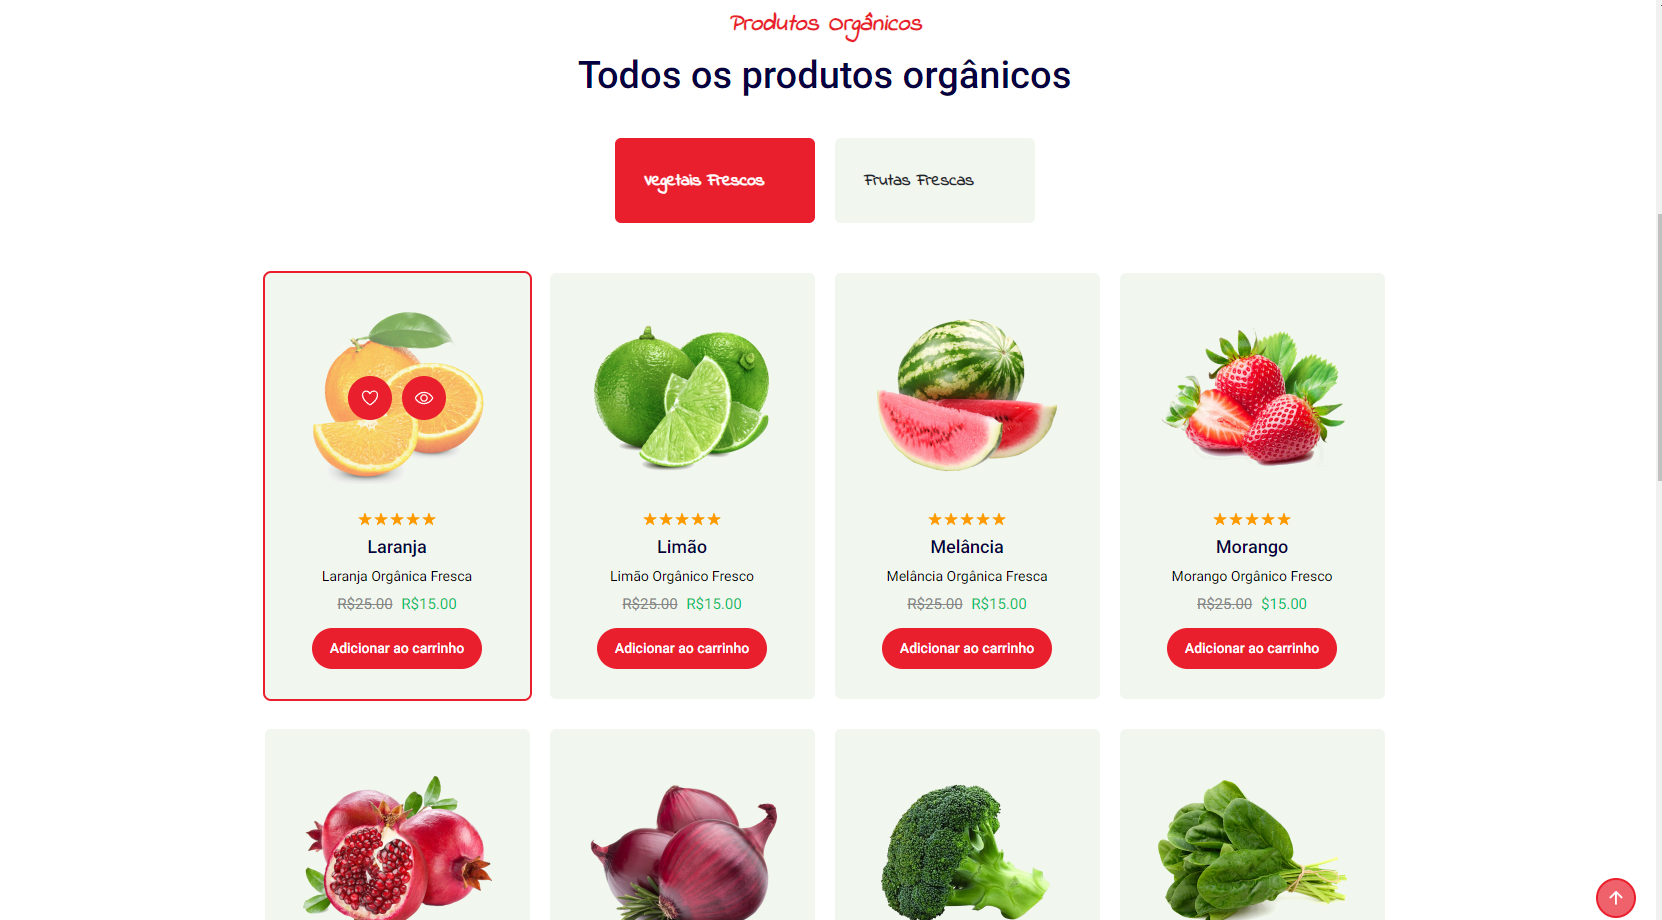 Produtos Orgânicos
Todos os produtos orgânicos
Vegetais Frescos
Frutas Frescas
Laranja
Laranja Orgânica Fresca
R$25.00 R$15.00
Adicionar ao carrinho
Limão
Limão Orgânico Fresco
R$25.00 R$15.00
Adicionar ao carrinho
Melância
Melância Orgânica Fresca
R$25.00 R$15.00
Adicionar ao carrinho
Morango
Morango Orgânico Fresco
R$25.00 $15.00
Adicionar ao carrinho